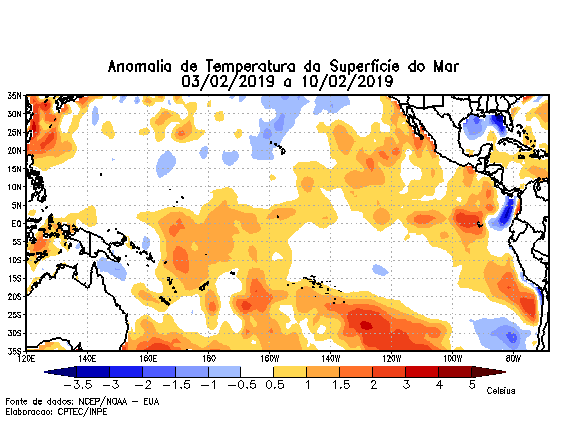 Anomalia de Temperatura da Superfície do Mar
03/02/2019 a 10/02/2019
35N
30N
25N
20N
15N
10N
5N
EQ
5S
10S
15S
20S
25S
30S
35S
120E 140E 160E 180 160W 140W 120W 100W 80W
-3.5 -3 -2 -1.5 -1 -0.5 0.5 1 1.5 2 3 4 5
Celsius
Fonte de dados: NCEP/NOAA - EUA
Elaboracao: CPTEC/INPE